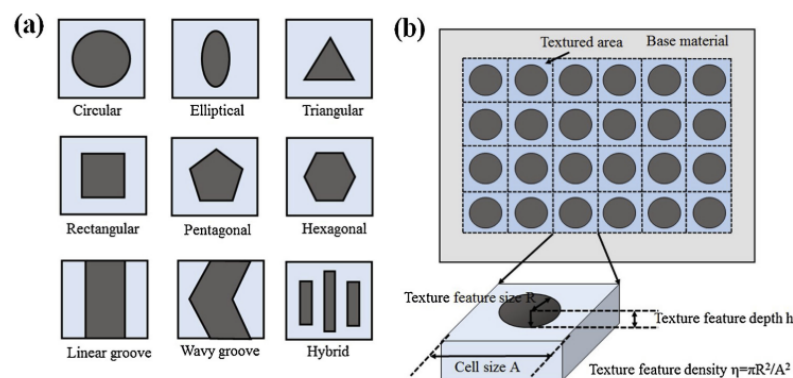 (a)
Circular
Elliptical
Triangular
Rectangular
Pentagonal
Hexagonal
Linear groove
Wavy groove
Hybrid
(b)
Textured area
Base material
Texture feature size R
Texture feature depth h
Cell size A
Texture feature density η=πR²/A²